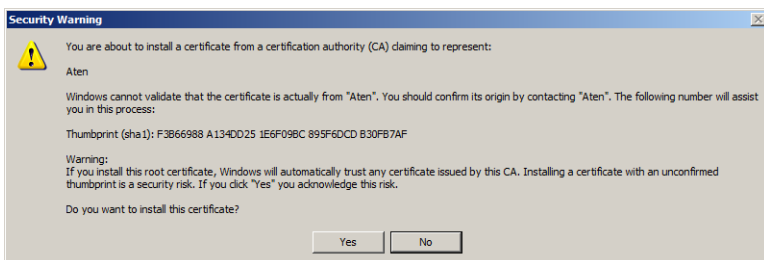 Security Warning
You are about to install a certificate from a certification authority (CA) claiming to represent:
Aten
Windows cannot validate that the certificate is actually from "Aten". You should confirm its origin by contacting "Aten". The following number will assist
you in this process:
Thumbprint (sha1): F3B66988 A134DD25 1E6F09BC 895F6DCD B30FB7AF
Warning:
If you install this root certificate, Windows will automatically trust any certificate issued by this CA. Installing a certificate with an unconfirmed
thumbprint is a security risk. If you click "Yes" you acknowledge this risk.
Do you want to install this certificate?
Yes No